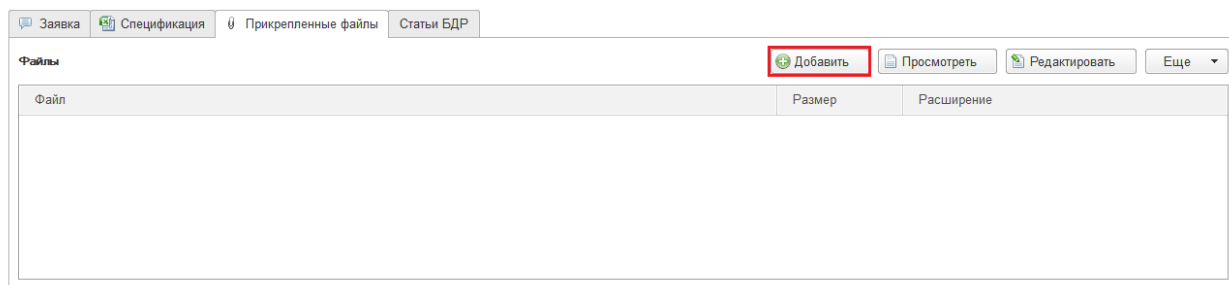 Заявка Спецификация Прикрепленные файлы Статьи БДР
Файлы Добавить Просмотреть Редактировать Еще
Файл Размер Расширение